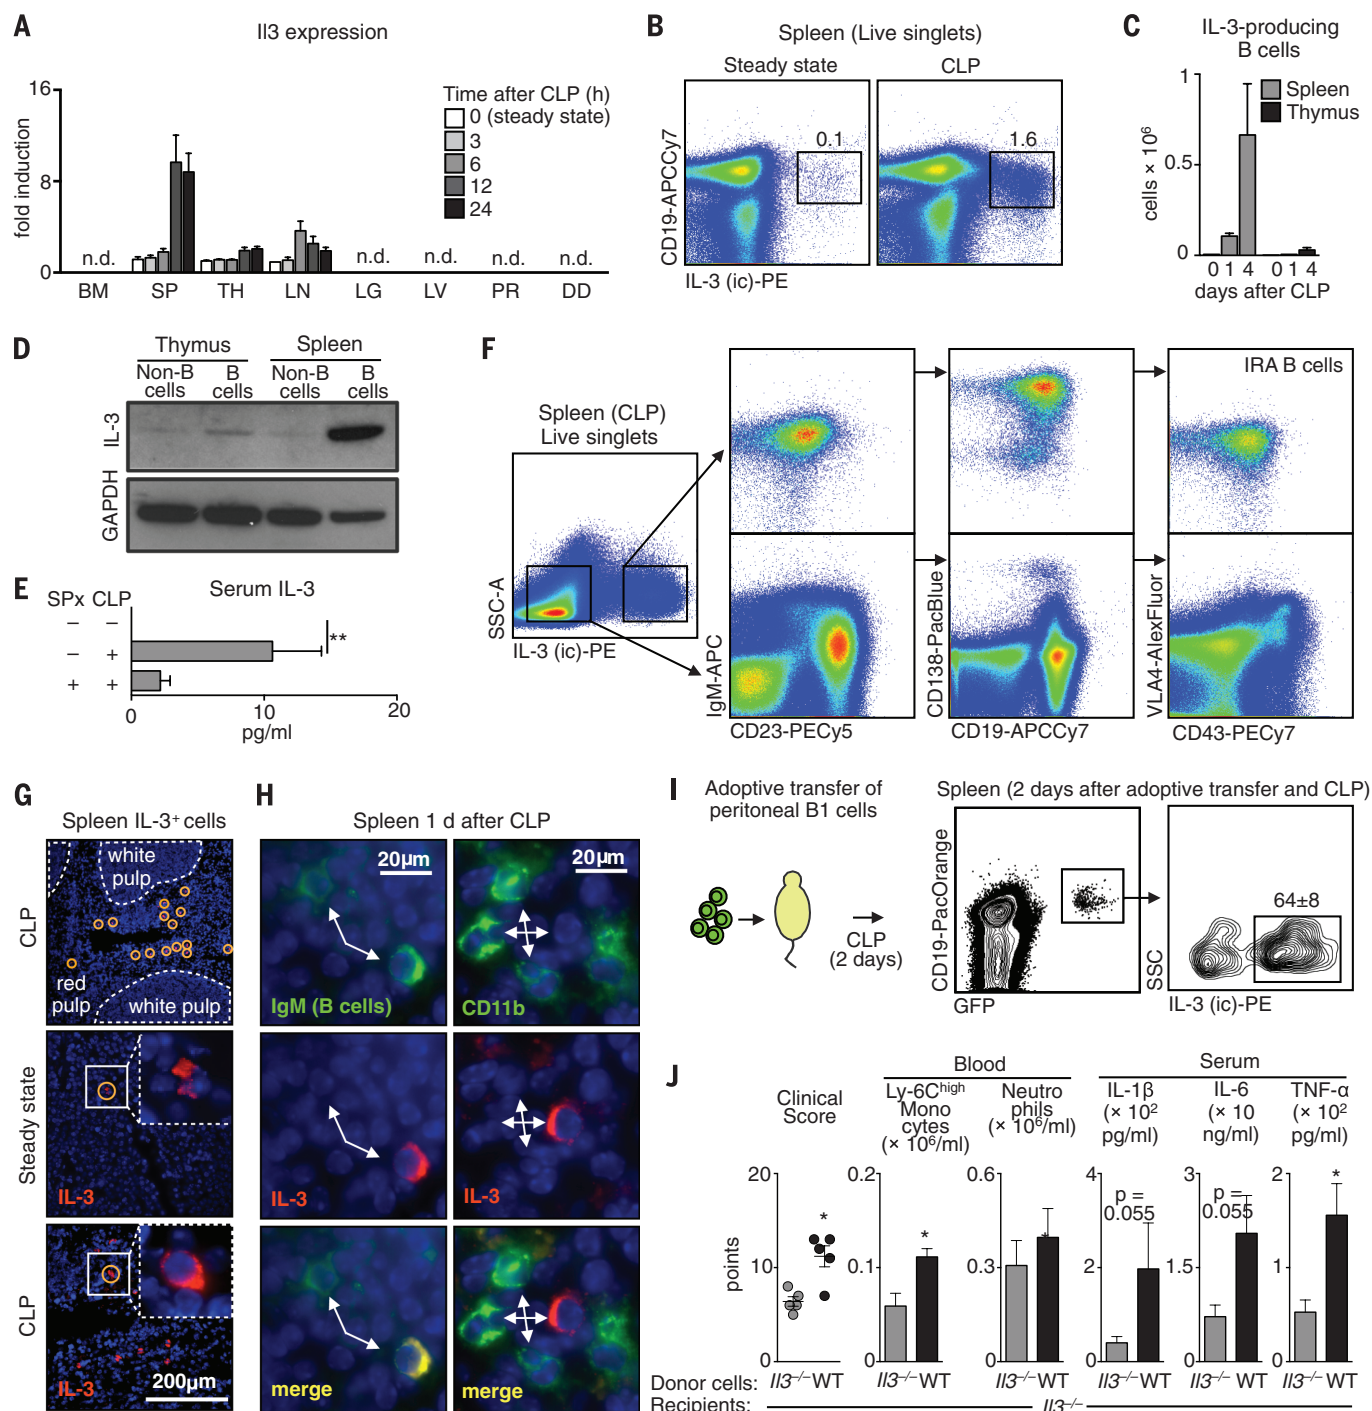 A
Il3 expression
fold induction
16
8
0
Time after CLP (h)
0 (steady state)
3
6
12
24
n.d.
n.d.
n.d.
n.d.
n.d.
BM
SP
TH
LN
LG
LV
PR
DD
B
Spleen (Live singlets)
Steady state
CLP
0.1
1.6
CD19-APCCy7
IL-3 (ic)-PE
C
IL-3-producing
B cells
Spleen
Thymus
cells × 10⁶
1
0.5
0
0 1 4
0 1 4
days after CLP
D
Thymus
Spleen
Non-B cells
B cells
Non-B cells
B cells
IL-3
GAPDH
E
SPx CLP
Serum IL-3
– –
– +
+ +
**
0
10
20
pg/ml
F
Spleen (CLP)
Live singlets
SSC-A
IL-3 (ic)-PE
IRA B cells
IgM-APC
CD23-PECy5
CD138-PacBlue
CD19-APCCy7
VLA4-AlexFluor
CD43-PECy7
G
Spleen IL-3⁺ cells
CLP
white
pulp
red
pulp
white pulp
Steady state
IL-3
CLP
IL-3
200µm
H
Spleen 1 d after CLP
20µm
20µm
IgM (B cells)
CD11b
IL-3
IL-3
merge
merge
I
Adoptive transfer of
peritoneal B1 cells
CLP
(2 days)
Spleen (2 days after adoptive transfer and CLP)
CD19-PacOrange
GFP
SSC
64±8
IL-3 (ic)-PE
J
Blood
Serum
Clinical
Score
Ly-6Chigh
Mono
cytes
(× 10⁶/ml)
Neutro
phils
(× 10⁶/ml)
IL-1β
(× 10²
pg/ml)
IL-6
(× 10
ng/ml)
TNF-α
(× 10²
pg/ml)
points
20
10
0
*
0.2
0.1
0
*
0.6
0.3
0
*
4
2
0
p =
0.055
3
1.5
0
p =
0.055
2
1
0
*
Donor cells: Il3⁻/⁻ WT Il3⁻/⁻ WT Il3⁻/⁻ WT Il3⁻/⁻ WT Il3⁻/⁻ WT Il3⁻/⁻ WT
Recipients: Il3⁻/⁻